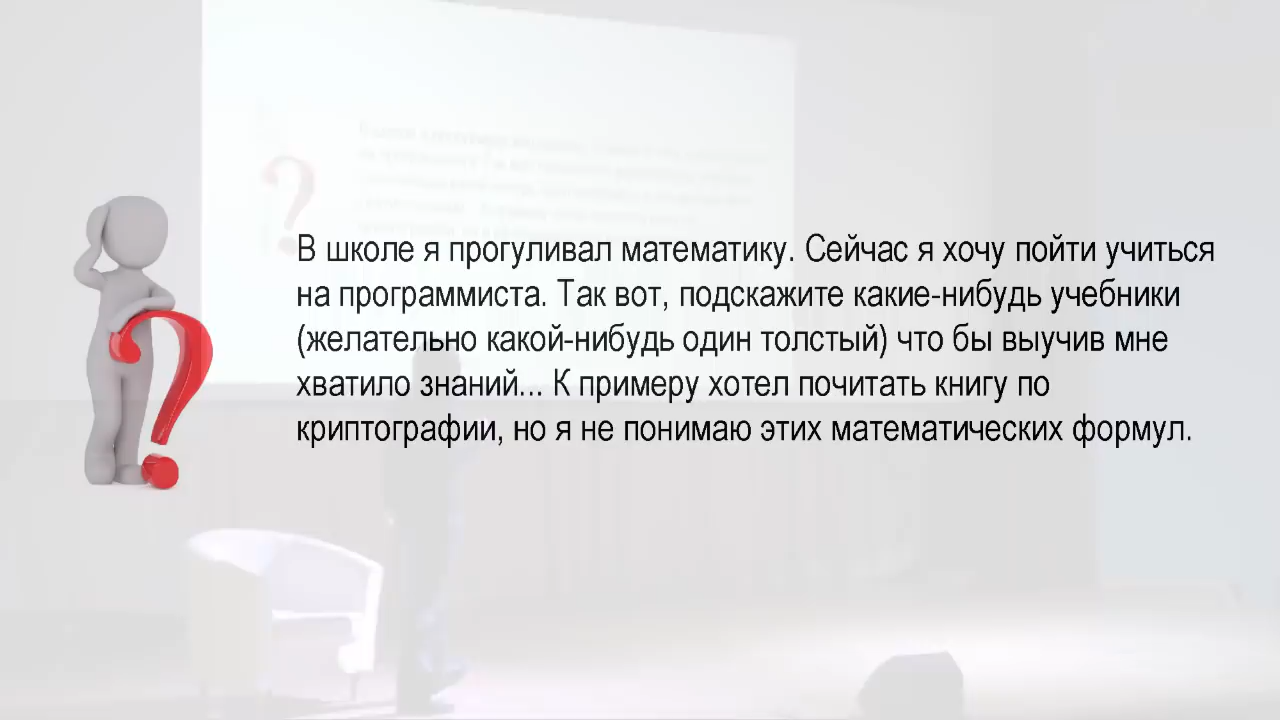 В школе я прогуливал математику. Сейчас я хочу пойти учиться
на программиста. Так вот, подскажите какие-нибудь учебники
(желательно какой-нибудь один толстый) что бы выучив мне
хватило знаний... К примеру хотел почитать книгу по
криптографии, но я не понимаю этих математических формул.